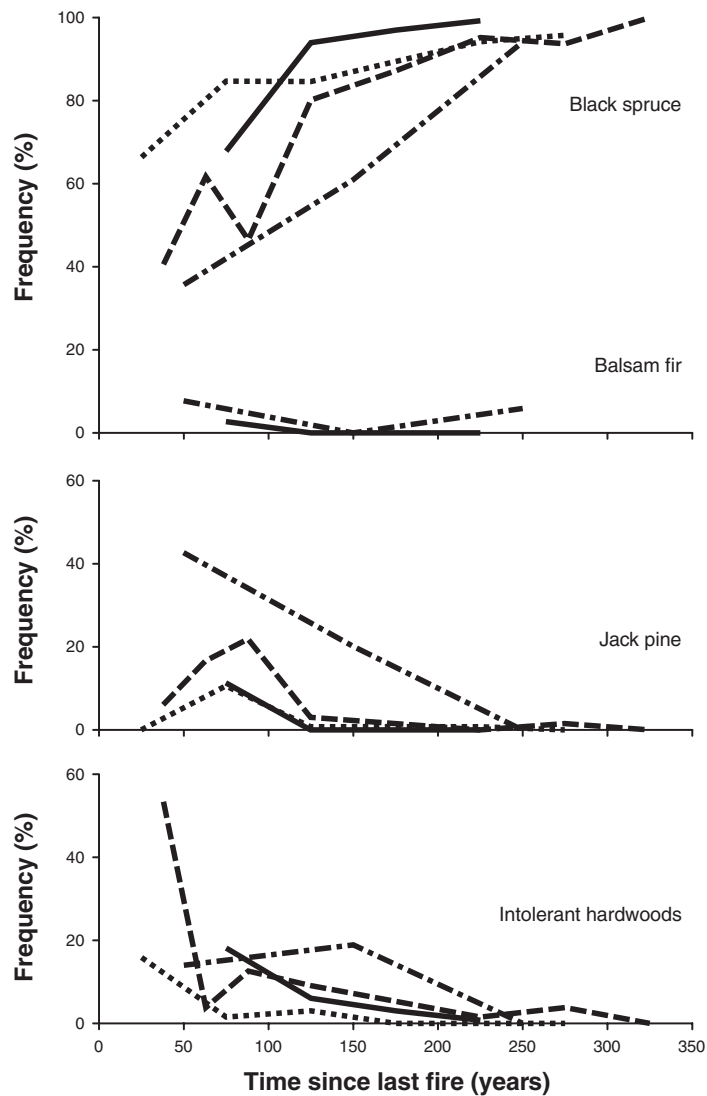 100
80
60
40
20
0
Frequency (%)
Black spruce
Balsam fir
60
40
20
0
Frequency (%)
Jack pine
60
40
20
0
Frequency (%)
Intolerant hardwoods
0 50 100 150 200 250 300 350
Time since last fire (years)